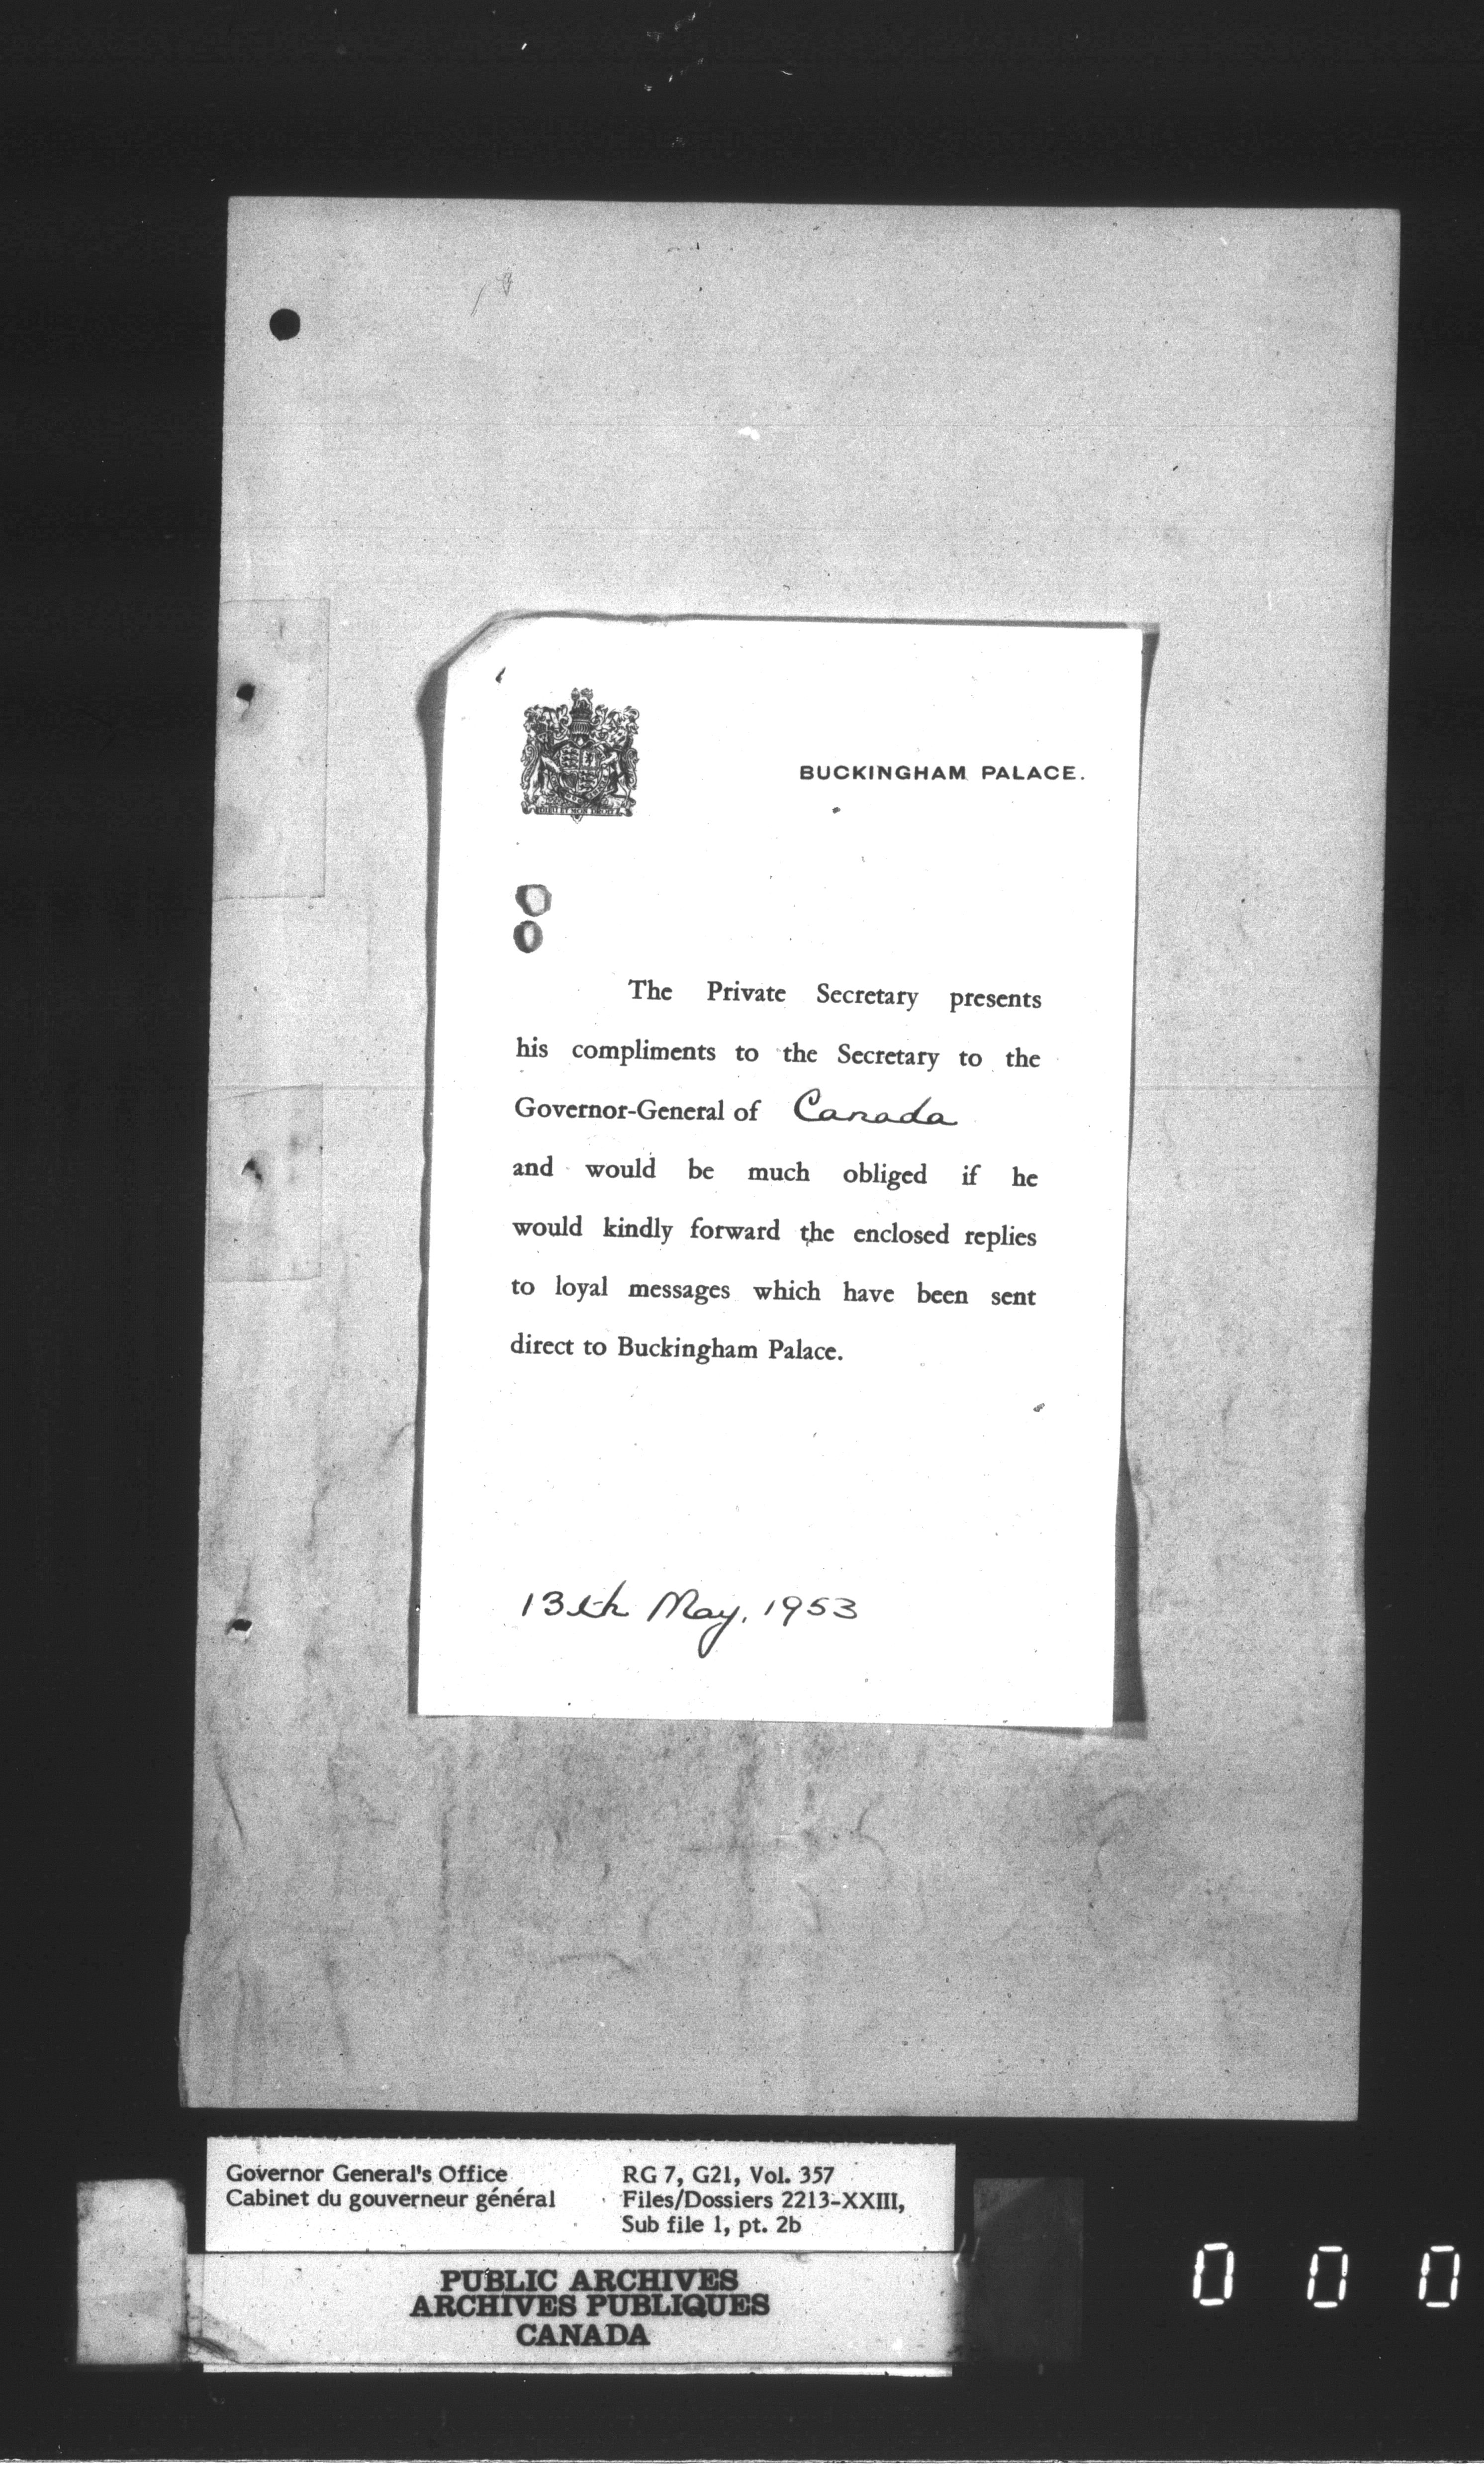 BUCKINGHAM PALACE.
The Private Secretary presents
his compliments to the Secretary to the
Governor-General of Canada
and would be much obliged if he
would kindly forward the enclosed replies
to loyal messages which have been sent
direct to Buckingham Palace.
13th May, 1953
Governor General's Office
Cabinet du gouverneur général
RG 7, G21, Vol. 357
Files/Dossiers 2213-XXIII,
Sub file 1, pt. 2b
PUBLIC ARCHIVES
ARCHIVES PUBLIQUES
CANADA
0 0 0